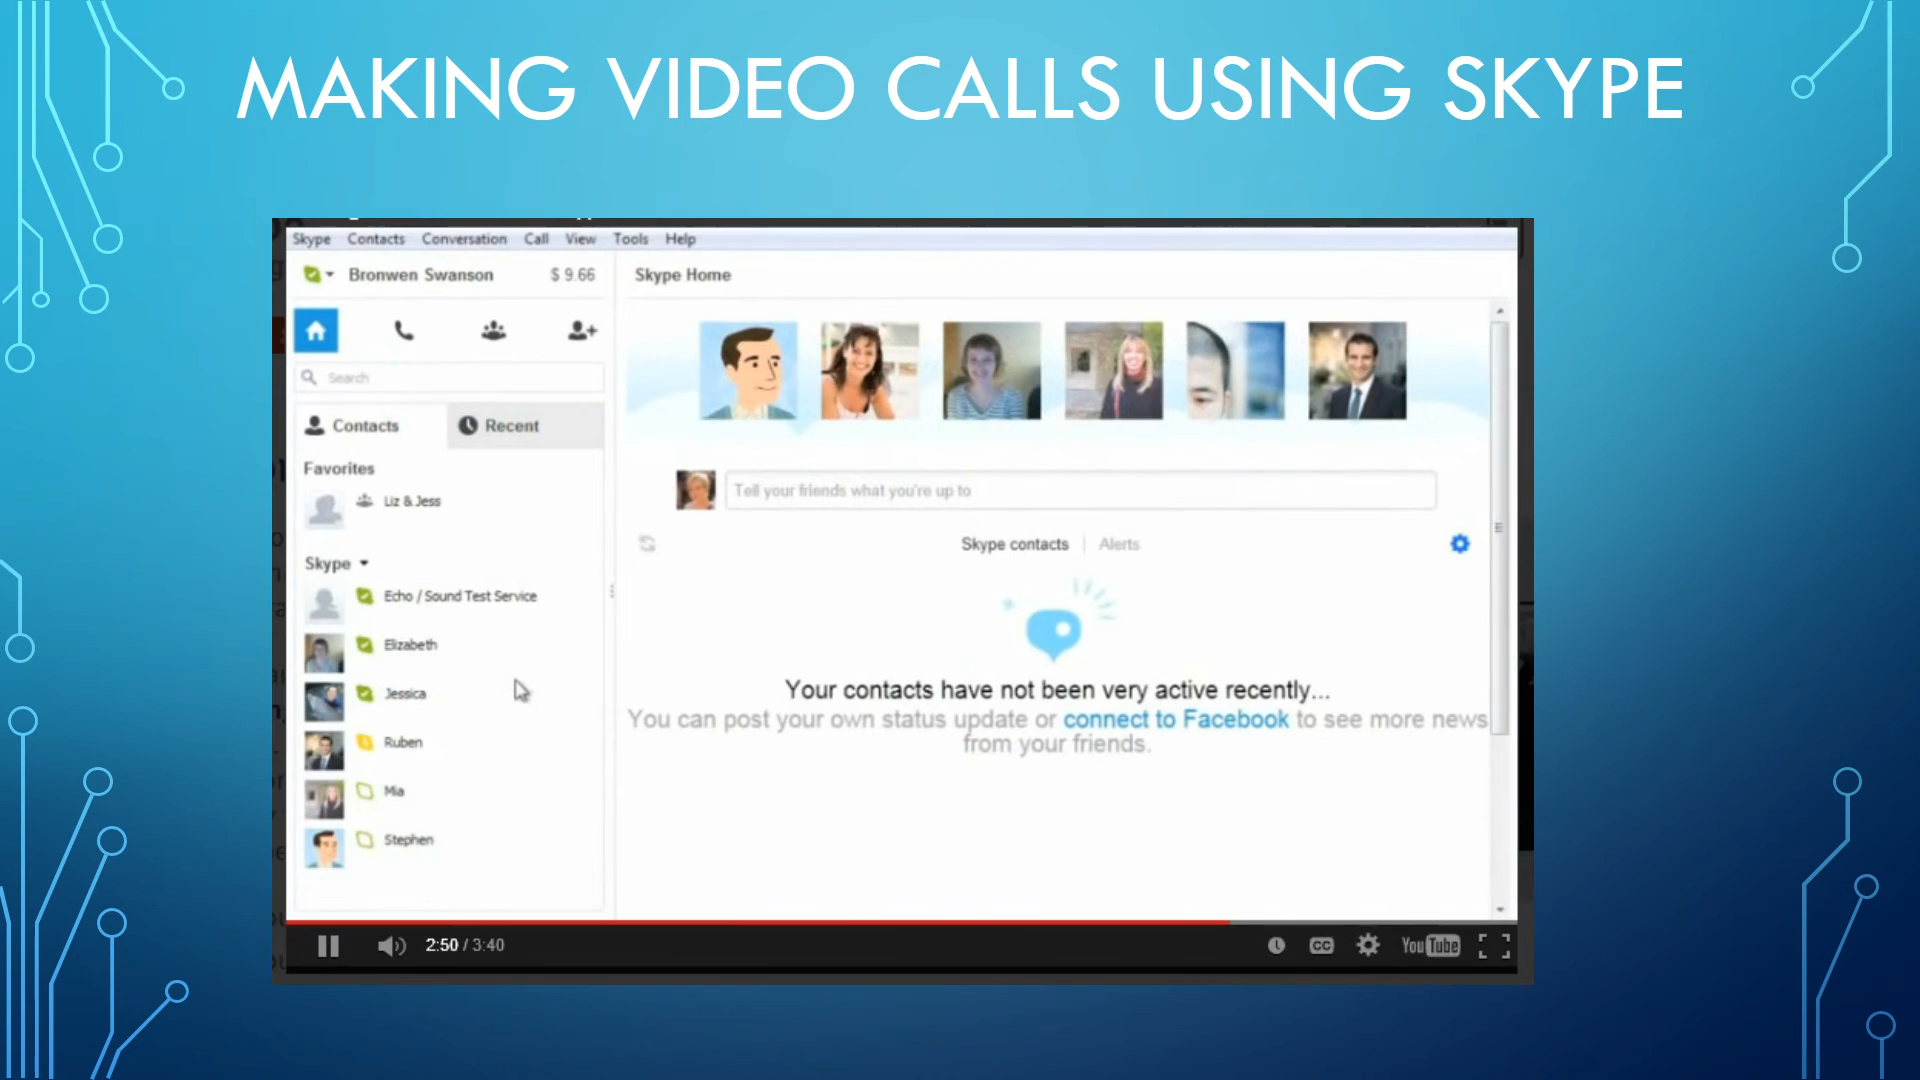 MAKING VIDEO CALLS USING SKYPE
Skype Contacts Conversation Call View Tools Help
Bronwen Swanson $ 9.66
Skype Home
Search
Contacts Recent
Favorites
Liz & Jess
Skype
Echo / Sound Test Service
Elizabeth
Jessica
Ruben
Mia
Stephen
Tell your friends what you're up to
Skype contacts Alerts
Your contacts have not been very active recently...
You can post your own status update or connect to Facebook to see more news
from your friends.
2:50 / 3:40
CC
YouTube